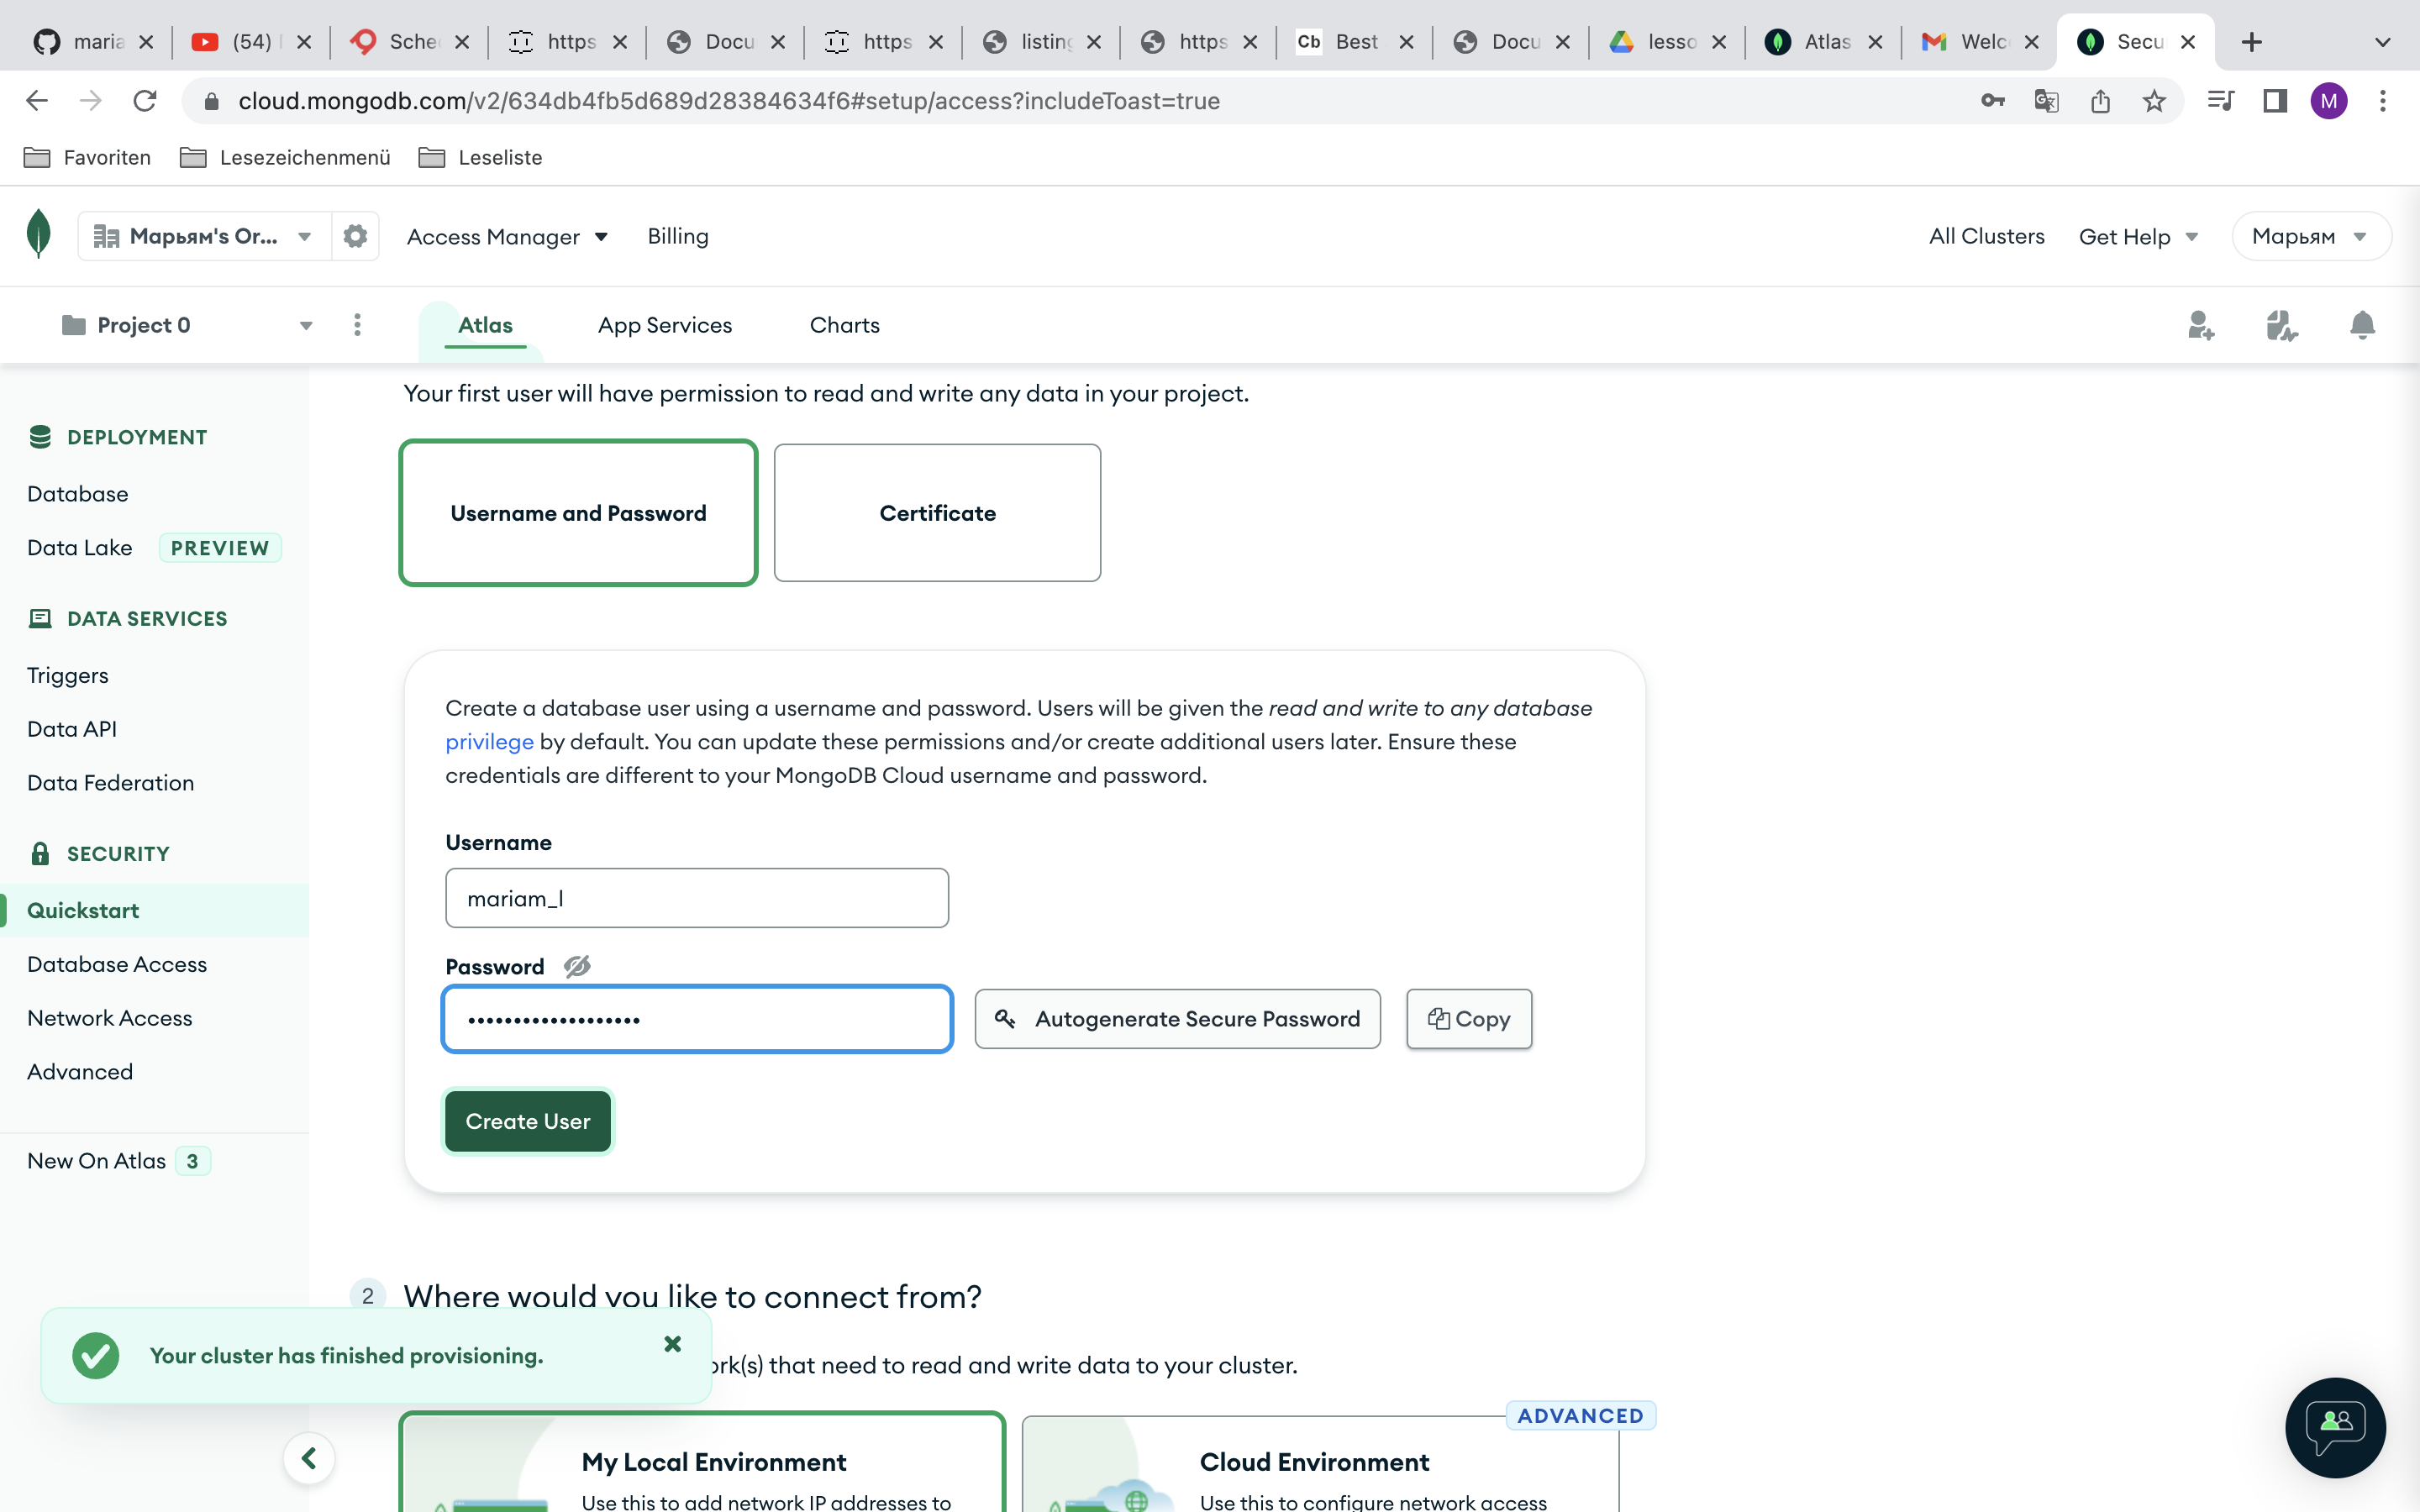 maria
(54)
Sche
https
Docu
https
listing
https
Cb Best
Docu
lesso
Atlas
Welc
Secu
cloud.mongodb.com/v2/634db4fb5d689d28384634f6#setup/access?includeToast=true
M
Favoriten
Lesezeichenmenü
Leseliste
Марьям's Or...
Access Manager
Billing
All Clusters
Get Help
Марьям
Project 0
Atlas
App Services
Charts
DEPLOYMENT
Database
Data Lake PREVIEW
DATA SERVICES
Triggers
Data API
Data Federation
SECURITY
Quickstart
Database Access
Network Access
Advanced
New On Atlas 3
Your first user will have permission to read and write any data in your project.
Username and Password
Certificate
Create a database user using a username and password. Users will be given the read and write to any database
privilege by default. You can update these permissions and/or create additional users later. Ensure these
credentials are different to your MongoDB Cloud username and password.
Username
mariam_l
Password
Autogenerate Secure Password
Copy
Create User
2 Where would you like to connect from?
Your cluster has finished provisioning.
ork(s) that need to read and write data to your cluster.
ADVANCED
My Local Environment
Use this to add network IP addresses to
Cloud Environment
Use this to configure network access